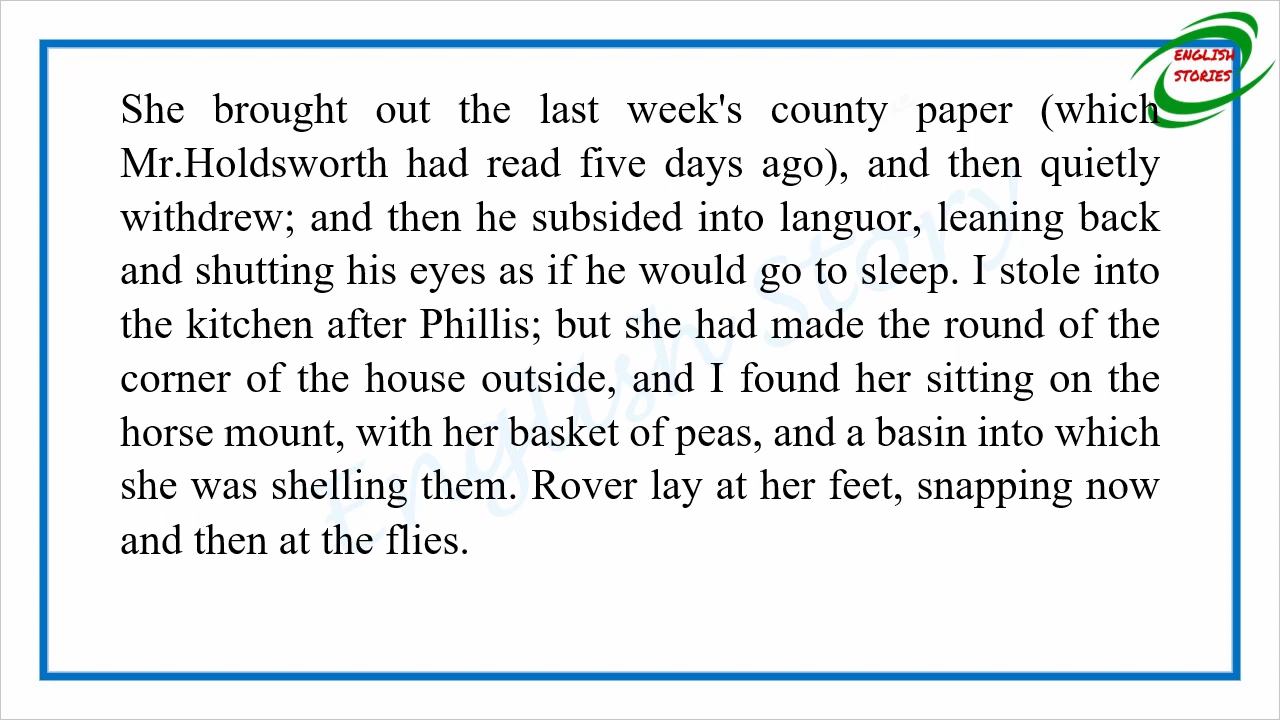 ENGLISH
STORIES
She brought out the last week's county paper (which
Mr.Holdsworth had read five days ago), and then quietly
withdrew; and then he subsided into languor, leaning back
and shutting his eyes as if he would go to sleep. I stole into
the kitchen after Phillis; but she had made the round of the
corner of the house outside, and I found her sitting on the
horse mount, with her basket of peas, and a basin into which
she was shelling them. Rover lay at her feet, snapping now
and then at the flies.
English Story